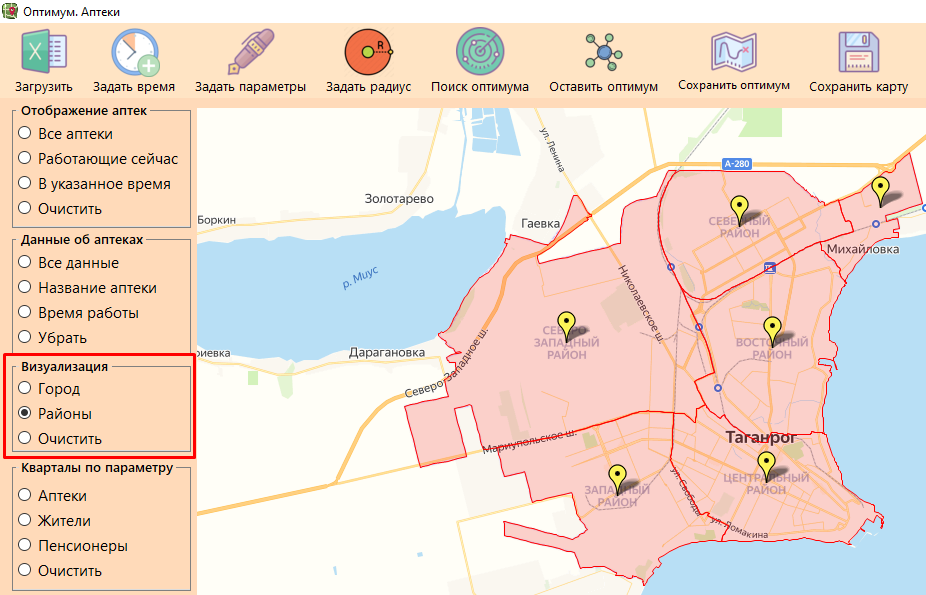 Оптимум. Аптеки
Загрузить
Задать время
Задать параметры
R
Задать радиус
Поиск оптимума
Оставить оптимум
Сохранить оптимум
Сохранить карту
Отображение аптек
Все аптеки
Работающие сейчас
В указанное время
Очистить
Данные об аптеках
Все данные
Название аптеки
Время работы
Убрать
Визуализация
Город
Районы
Очистить
Кварталы по параметру
Аптеки
Жители
Пенсионеры
Очистить
ул. Ленина
А-280
Золотарево
Боркин
Гаевка
СЕВЕРНЫЙ
РАЙОН
Михайловка
р. Миус
Николаевское ш.
СЕВЕРО-
ЗАПАДНЫЙ
РАЙОН
ВОСТОЧНЫЙ
РАЙОН
риевка
Дарагановка
Северо-Западное ш.
Мариупольское ш.
Таганрог
ЗАПАДНЫЙ
РАЙОН
ЦЕНТРАЛЬНЫЙ
РАЙОН
ул. Свободы
ул. Ломакина